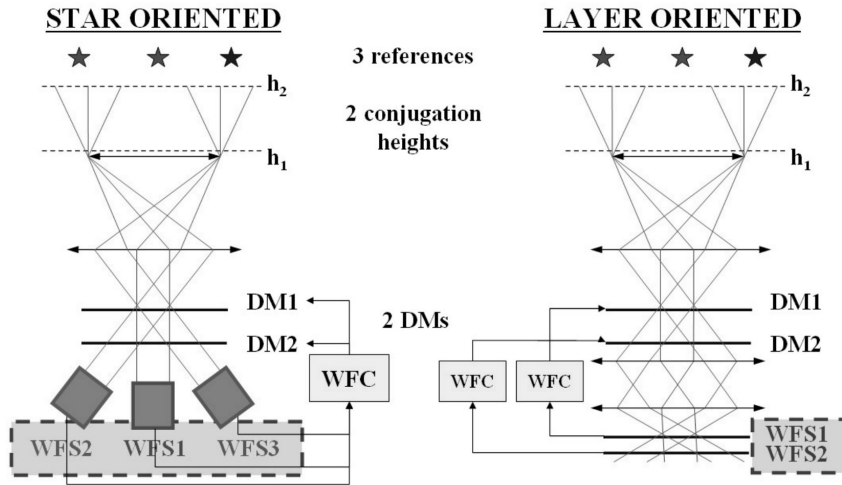 STAR ORIENTED
LAYER ORIENTED
3 references
h2
h2
2 conjugation
heights
h1
h1
DM1
DM1
2 DMs
DM2
DM2
WFC
WFC
WFC
WFS2
WFS1
WFS3
WFS1
WFS2